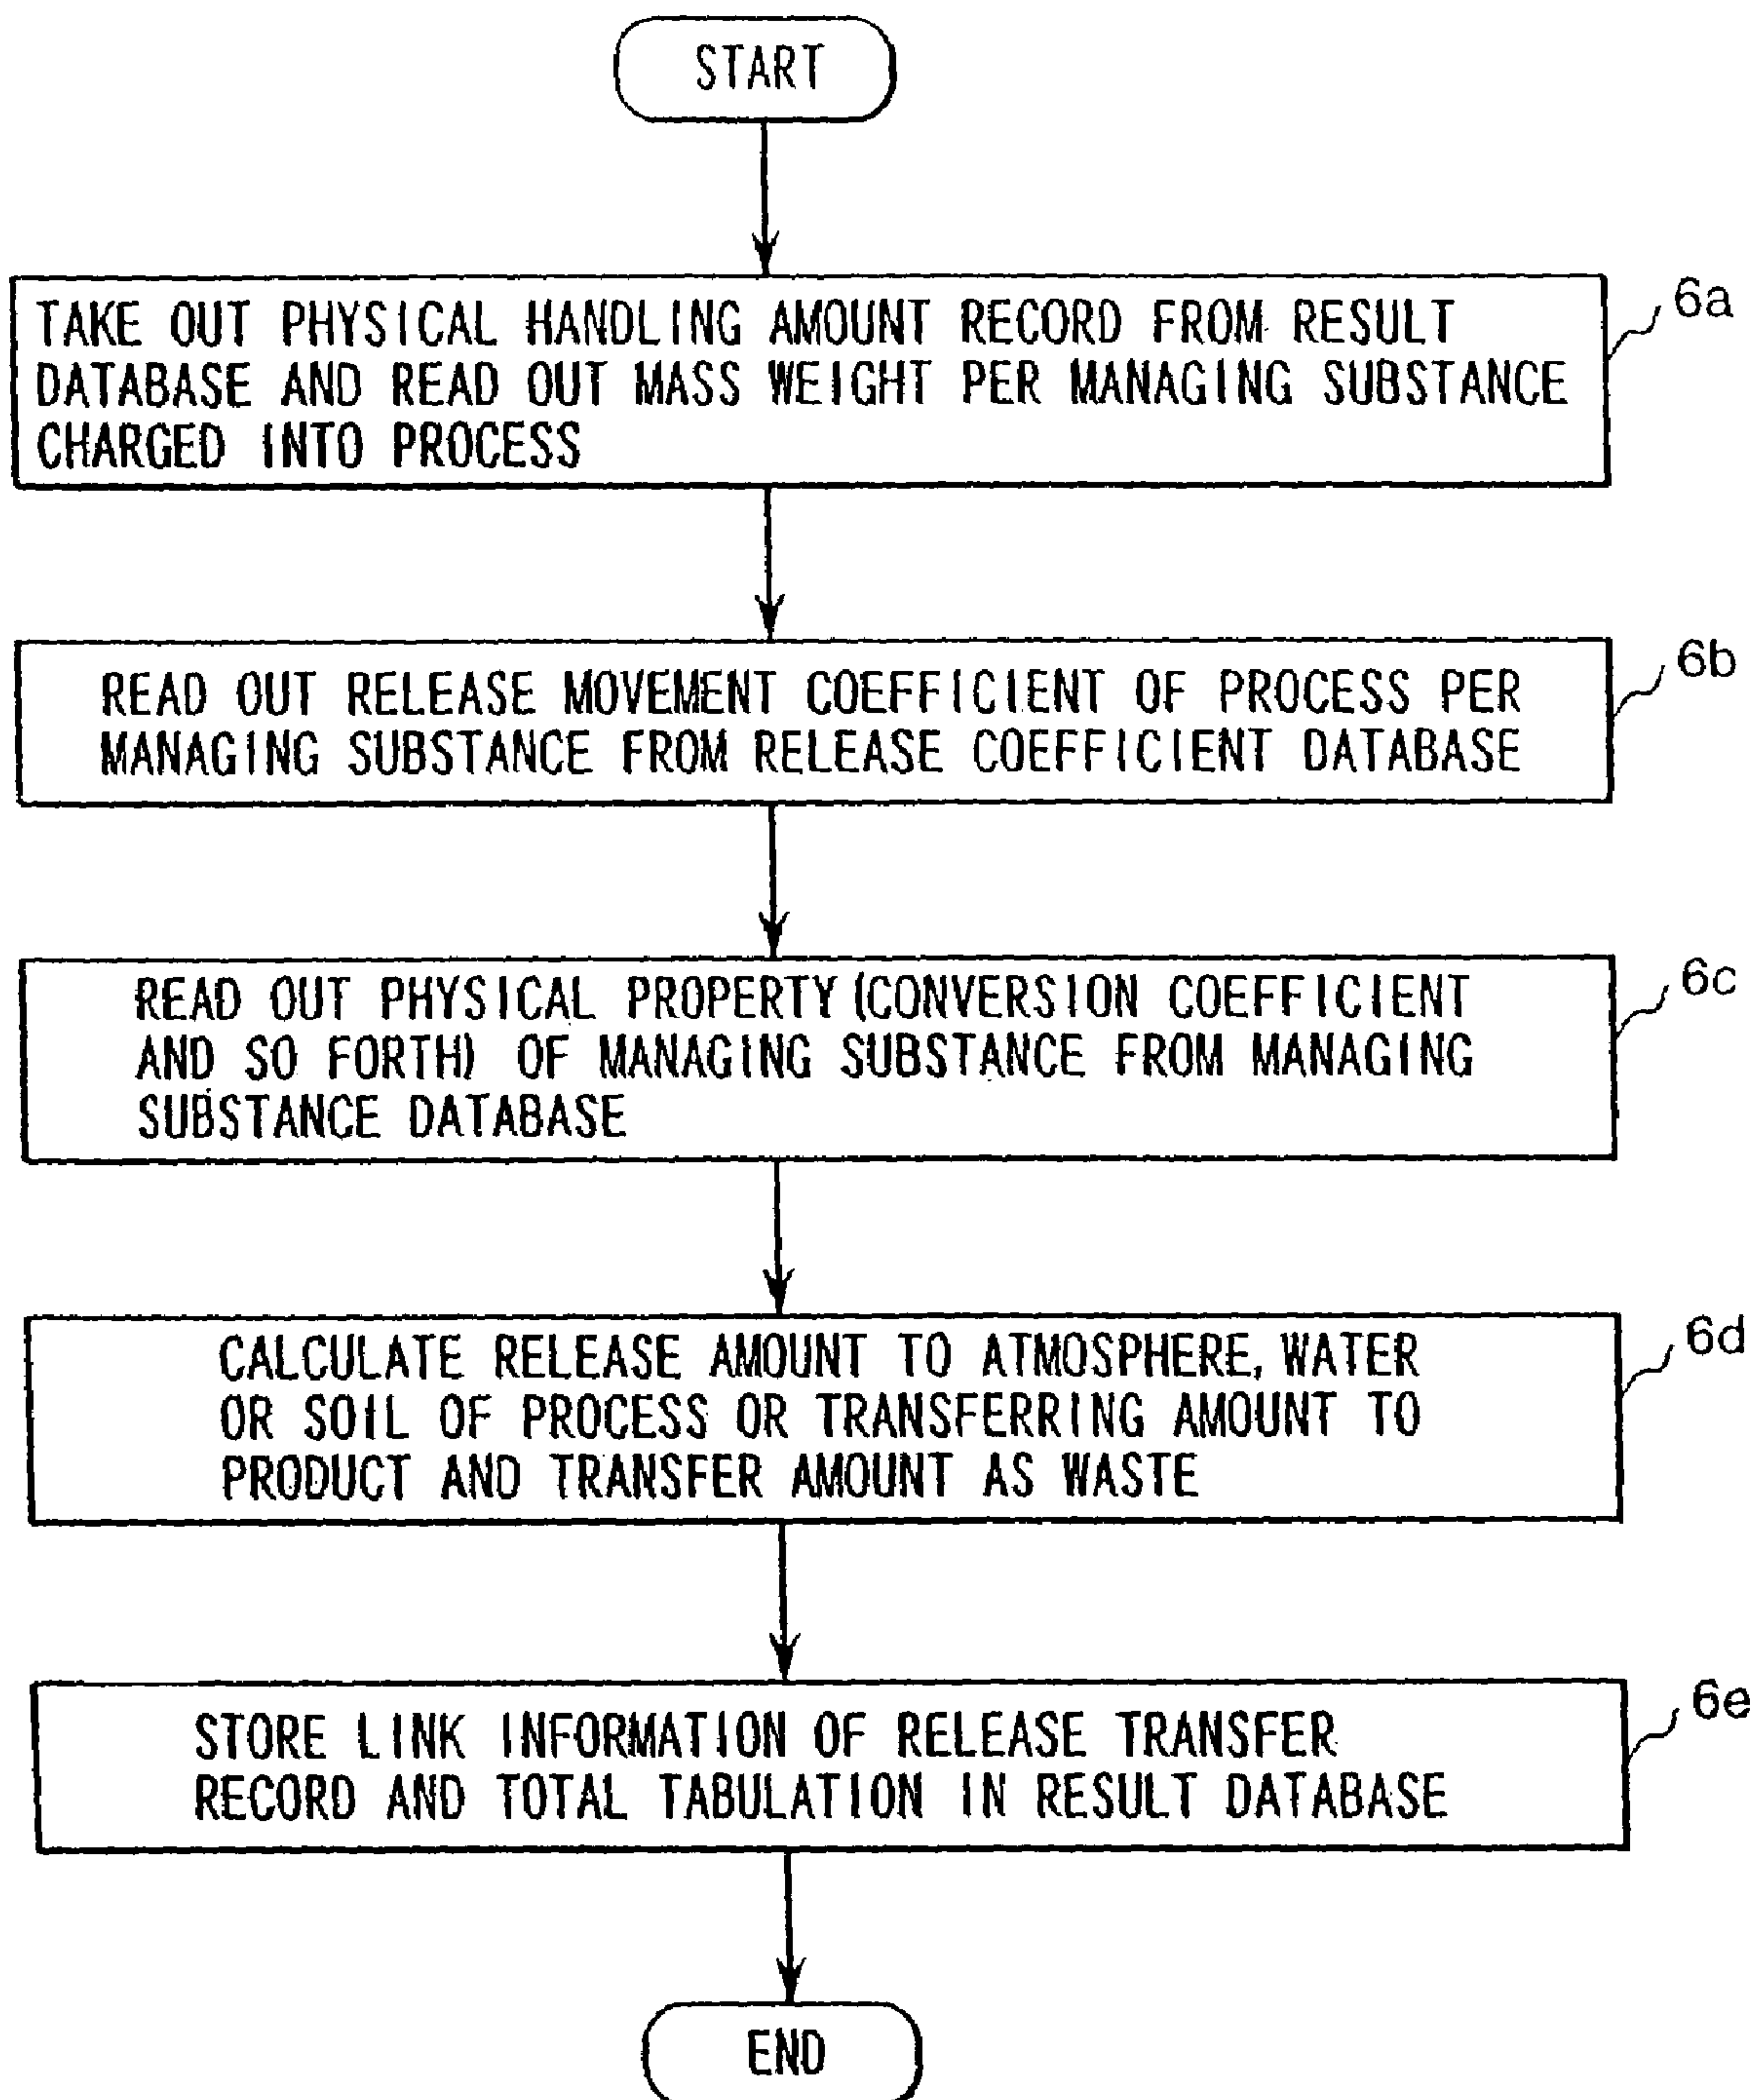 START
TAKE OUT PHYSICAL HANDLING AMOUNT RECORD FROM RESULT
DATABASE AND READ OUT MASS WEIGHT PER MANAGING SUBSTANCE
CHARGED INTO PROCESS
6a
READ OUT RELEASE MOVEMENT COEFFICIENT OF PROCESS PER
MANAGING SUBSTANCE FROM RELEASE COEFFICIENT DATABASE
6b
READ OUT PHYSICAL PROPERTY (CONVERSION COEFFICIENT
AND SO FORTH) OF MANAGING SUBSTANCE FROM MANAGING
SUBSTANCE DATABASE
6c
CALCULATE RELEASE AMOUNT TO ATMOSPHERE, WATER
OR SOIL OF PROCESS OR TRANSFERRING AMOUNT TO
PRODUCT AND TRANSFER AMOUNT AS WASTE
6d
STORE LINK INFORMATION OF RELEASE TRANSFER
RECORD AND TOTAL TABULATION IN RESULT DATABASE
6e
END